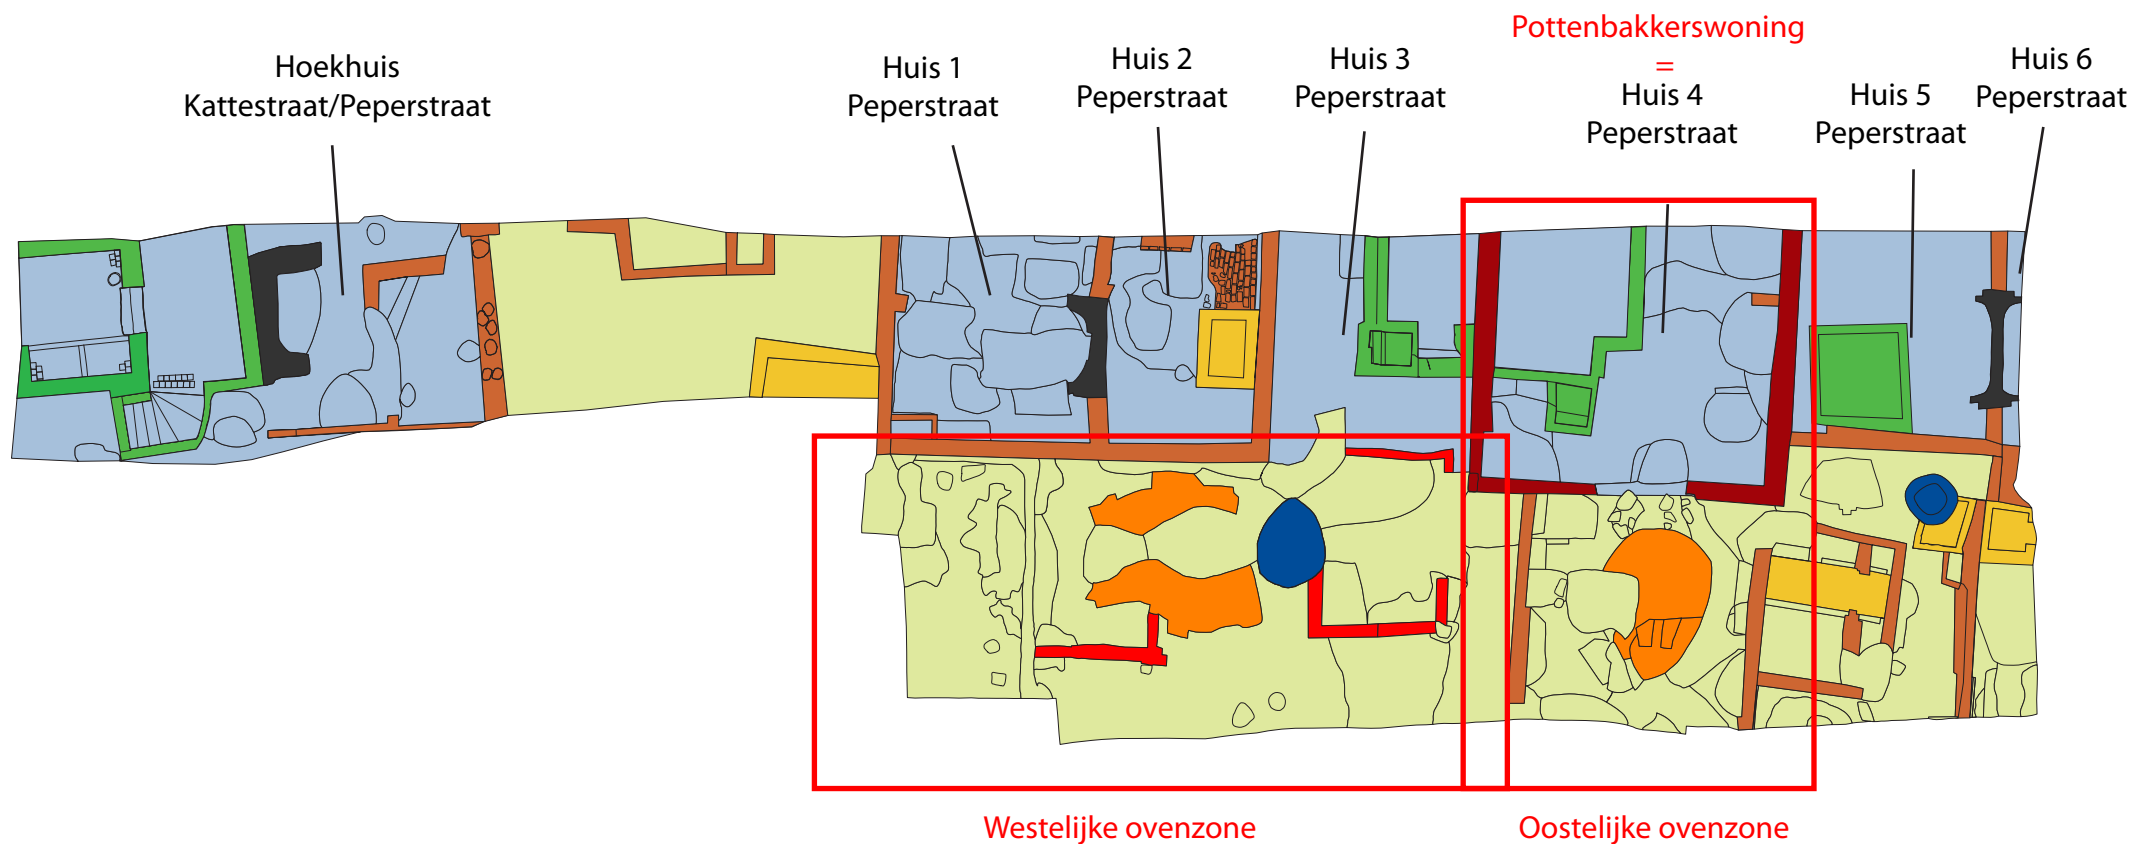 Hoekhuis
Kattestraat/Peperstraat
Huis 1
Peperstraat
Huis 2
Peperstraat
Huis 3
Peperstraat
Pottenbakkerswoning
=
Huis 4
Peperstraat
Huis 5
Peperstraat
Huis 6
Peperstraat
Westelijke ovenzone
Oostelijke ovenzone